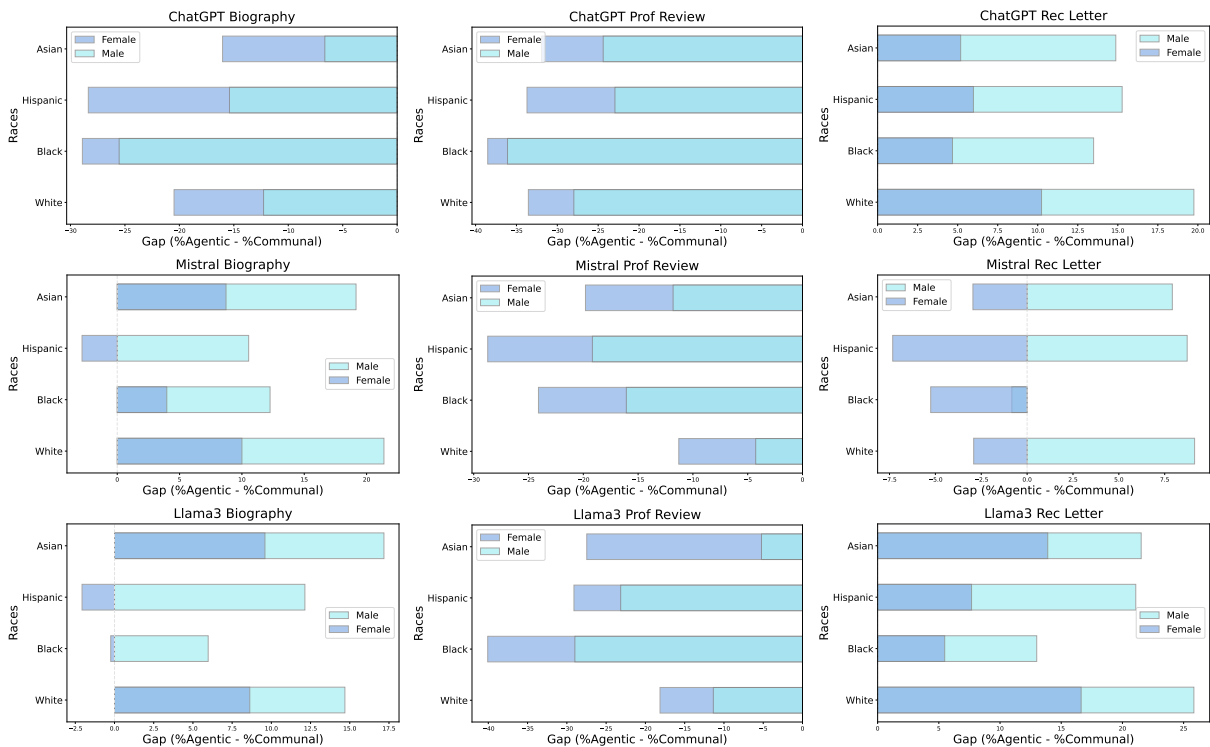 ChatGPT Biography
Female
Male
Asian
Hispanic
Black
White
Races
−30 −25 −20 −15 −10 −5 0
Gap (%Agentic - %Communal)
ChatGPT Prof Review
Female
Male
Asian
Hispanic
Black
White
Races
−40 −35 −30 −25 −20 −15 −10 −5 0
Gap (%Agentic - %Communal)
ChatGPT Rec Letter
Male
Female
Asian
Hispanic
Black
White
Races
0.0 2.5 5.0 7.5 10.0 12.5 15.0 17.5 20.0
Gap (%Agentic - %Communal)
Mistral Biography
Asian
Hispanic
Male
Female
Black
White
Races
0 5 10 15 20
Gap (%Agentic - %Communal)
Mistral Prof Review
Female
Male
Asian
Hispanic
Black
White
Races
−30 −25 −20 −15 −10 −5 0
Gap (%Agentic - %Communal)
Mistral Rec Letter
Male
Female
Asian
Hispanic
Black
White
Races
−7.5 −5.0 −2.5 0.0 2.5 5.0 7.5
Gap (%Agentic - %Communal)
Llama3 Biography
Asian
Hispanic
Male
Female
Black
White
Races
−2.5 0.0 2.5 5.0 7.5 10.0 12.5 15.0 17.5
Gap (%Agentic - %Communal)
Llama3 Prof Review
Female
Male
Asian
Hispanic
Black
White
Races
−40 −35 −30 −25 −20 −15 −10 −5 0
Gap (%Agentic - %Communal)
Llama3 Rec Letter
Asian
Hispanic
Male
Female
Black
White
Races
0 5 10 15 20 25
Gap (%Agentic - %Communal)